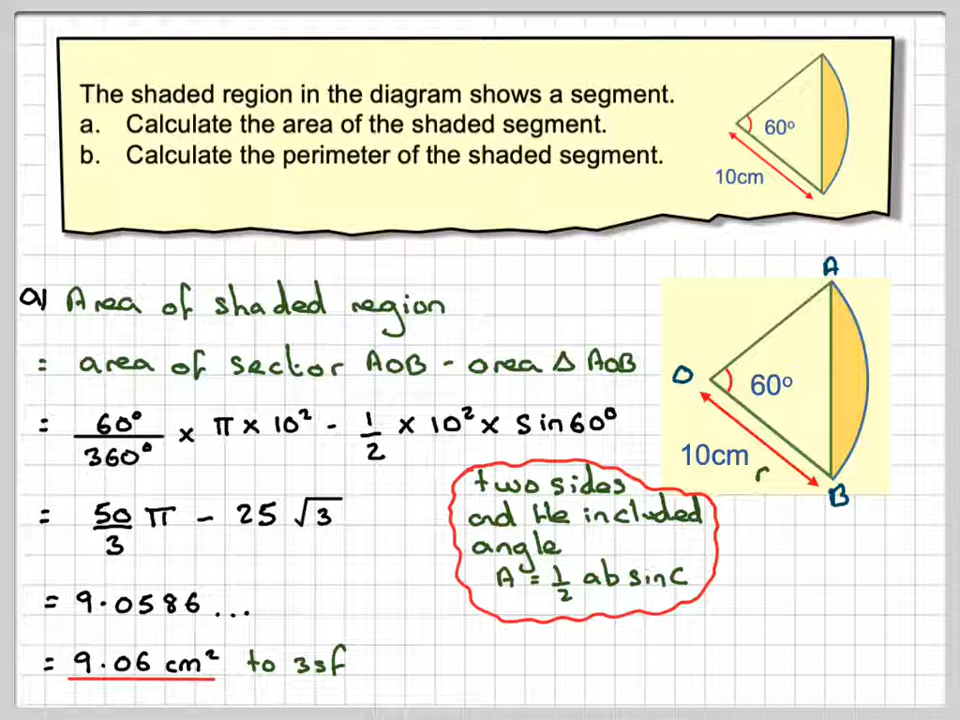 The shaded region in the diagram shows a segment.
a. Calculate the area of the shaded segment.
b. Calculate the perimeter of the shaded segment.
60º
10cm
a) Area of shaded region
= area of sector AOB - area Δ AOB
= 60°/360° × π × 10² - 1/2 × 10² × Sin60°
= 50/3 π - 25 √3
= 9.0586...
= 9.06 cm² to 3sf
A
O
60º
10cm
r
B
two sides
and the included
angle
A = 1/2 ab sin C